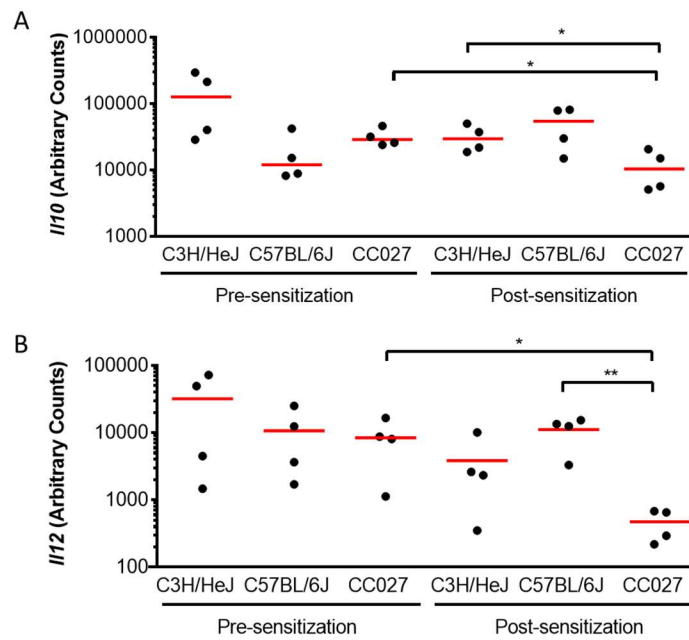 A
Il10 (Arbitrary Counts)
1000000
100000
10000
1000
*
*
C3H/HeJ C57BL/6J CC027 C3H/HeJ C57BL/6J CC027
Pre-sensitization Post-sensitization
B
Il12 (Arbitrary Counts)
100000
10000
1000
100
*
**
C3H/HeJ C57BL/6J CC027 C3H/HeJ C57BL/6J CC027
Pre-sensitization Post-sensitization